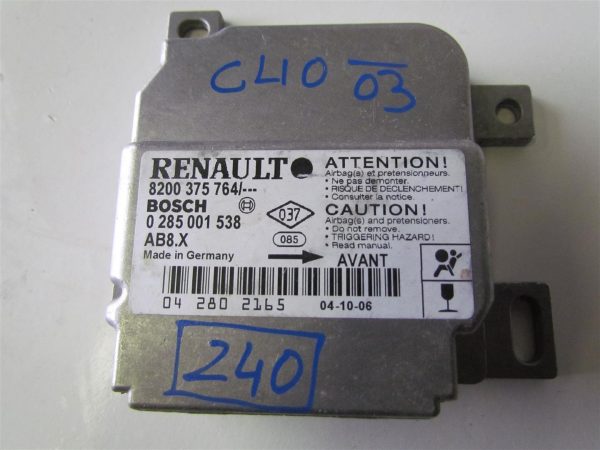 CLIO 03
RENAULT
8200 375 764/---
BOSCH
0 285 001 538
AB8.X
Made in Germany
037
085
ATTENTION!
Airbag(s) et pretensionneurs.
• Ne pas demonter.
• RISQUE DE DECLENCHEMENT!
• Consulter la notice.
CAUTION!
Airbag(s) and pretensioners.
• Do not remove.
• TRIGGERING HAZARD!
• Read manual.
AVANT
04 280 2165
04-10-06
240